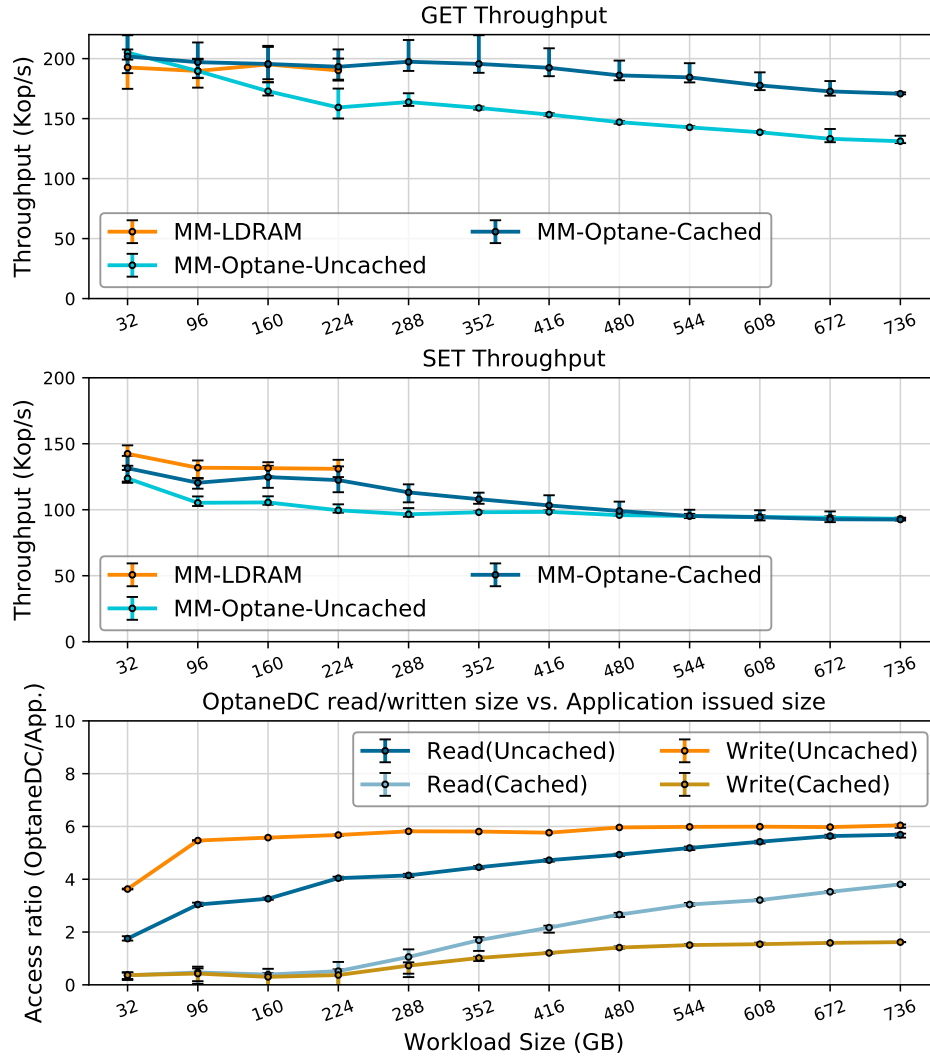 GET Throughput
Throughput (Kop/s)
200
150
100
50
0
MM-LDRAM
MM-Optane-Cached
MM-Optane-Uncached
32 96 160 224 288 352 416 480 544 608 672 736
SET Throughput
Throughput (Kop/s)
200
150
100
50
0
MM-LDRAM
MM-Optane-Cached
MM-Optane-Uncached
32 96 160 224 288 352 416 480 544 608 672 736
OptaneDC read/written size vs. Application issued size
Access ratio (OptaneDC/App.)
10
8
6
4
2
0
Read(Uncached)
Write(Uncached)
Read(Cached)
Write(Cached)
32 96 160 224 288 352 416 480 544 608 672 736
Workload Size (GB)